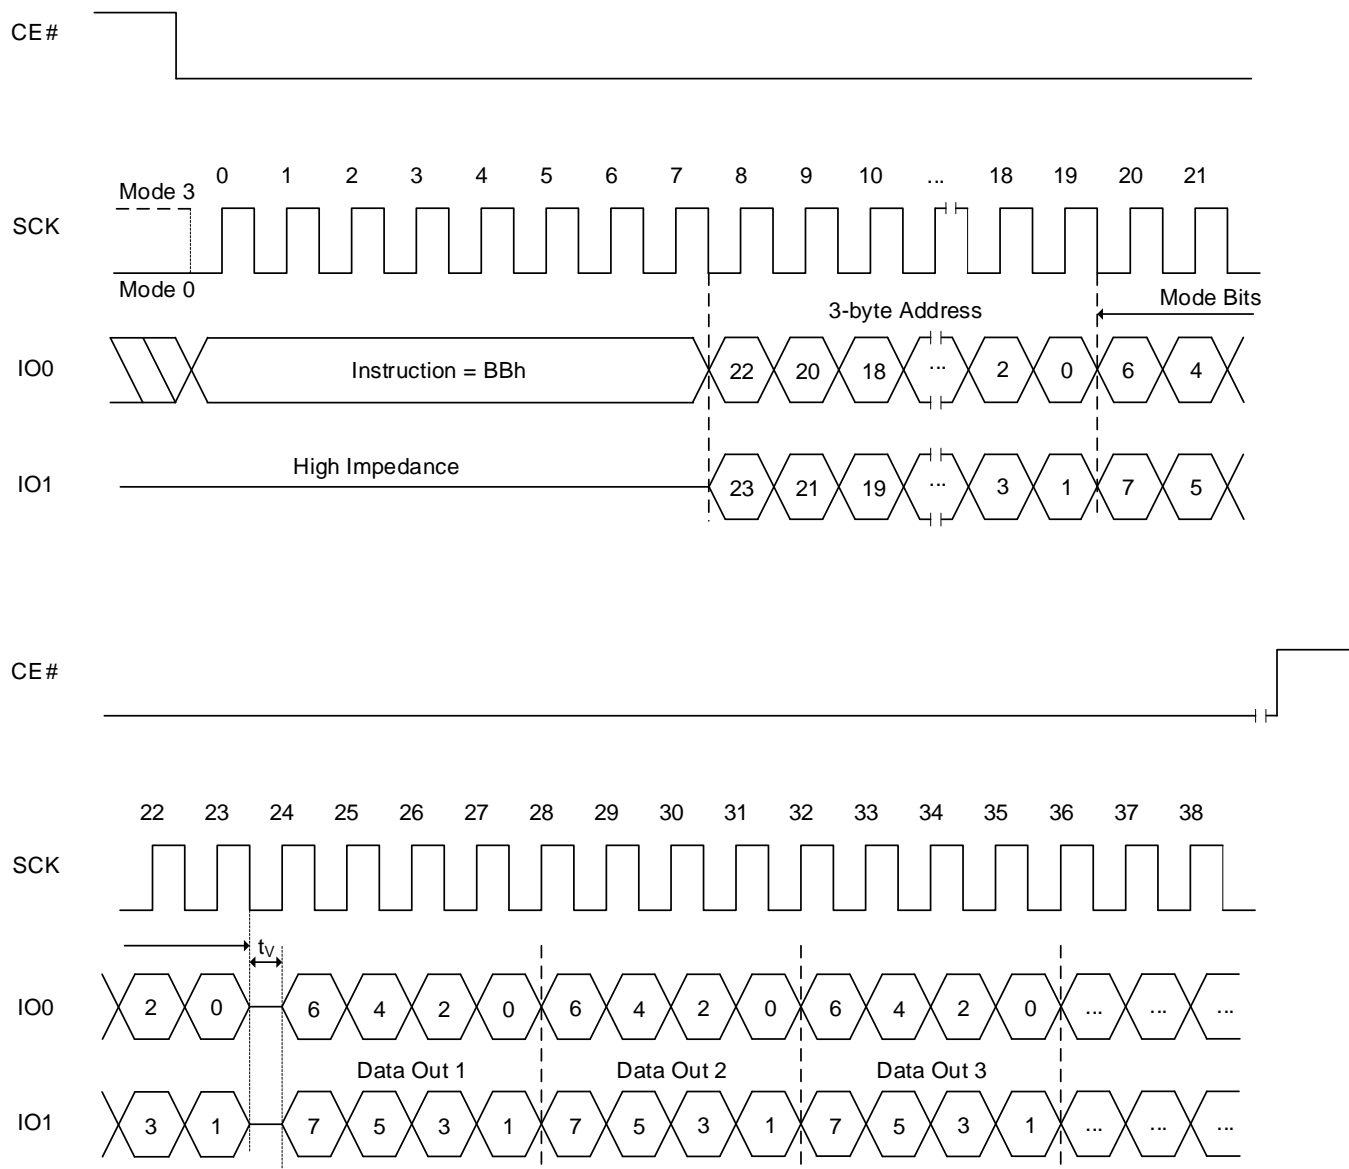 CE#
0 1 2 3 4 5 6 7 8 9 10 ... 18 19 20 21
Mode 3
SCK
Mode 0
3-byte Address
Mode Bits
IO0 Instruction = BBh 22 20 18 ... 2 0 6 4
High Impedance
IO1 23 21 19 ... 3 1 7 5
CE#
22 23 24 25 26 27 28 29 30 31 32 33 34 35 36 37 38
SCK
tV
IO0 2 0 6 4 2 0 6 4 2 0 6 4 2 0 ... ... ...
Data Out 1 Data Out 2 Data Out 3
IO1 3 1 7 5 3 1 7 5 3 1 7 5 3 1 ... ... ...